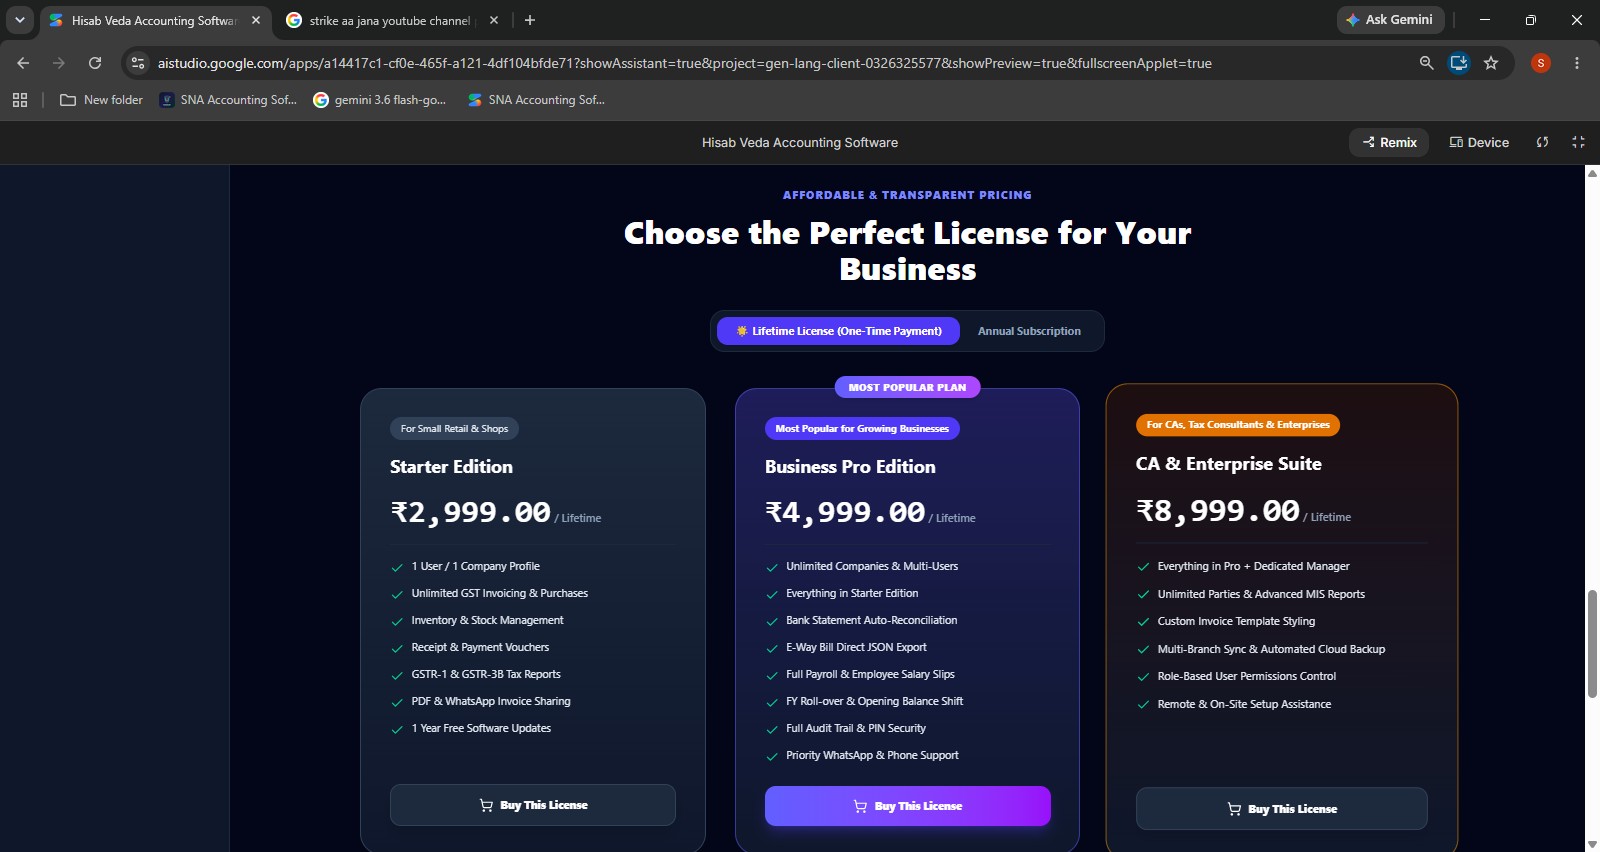 Hisab Veda Accounting Softwar
strike aa jana youtube channel
Ask Gemini
aistudio.google.com/apps/a14417c1-cf0e-465f-a121-4df104bfde71?showAssistant=true&project=gen-lang-client-0326325577&showPreview=true&fullscreenApplet=true
S
New folder
SNA Accounting Sof...
gemini 3.6 flash-go...
SNA Accounting Sof...
Hisab Veda Accounting Software
Remix
Device
AFFORDABLE & TRANSPARENT PRICING
Choose the Perfect License for Your
Business
Lifetime License (One-Time Payment)
Annual Subscription
MOST POPULAR PLAN
For Small Retail & Shops
Starter Edition
₹2,999.00 / Lifetime
1 User / 1 Company Profile
Unlimited GST Invoicing & Purchases
Inventory & Stock Management
Receipt & Payment Vouchers
GSTR-1 & GSTR-3B Tax Reports
PDF & WhatsApp Invoice Sharing
1 Year Free Software Updates
Buy This License
Most Popular for Growing Businesses
Business Pro Edition
₹4,999.00 / Lifetime
Unlimited Companies & Multi-Users
Everything in Starter Edition
Bank Statement Auto-Reconciliation
E-Way Bill Direct JSON Export
Full Payroll & Employee Salary Slips
FY Roll-over & Opening Balance Shift
Full Audit Trail & PIN Security
Priority WhatsApp & Phone Support
Buy This License
For CAs, Tax Consultants & Enterprises
CA & Enterprise Suite
₹8,999.00 / Lifetime
Everything in Pro + Dedicated Manager
Unlimited Parties & Advanced MIS Reports
Custom Invoice Template Styling
Multi-Branch Sync & Automated Cloud Backup
Role-Based User Permissions Control
Remote & On-Site Setup Assistance
Buy This License